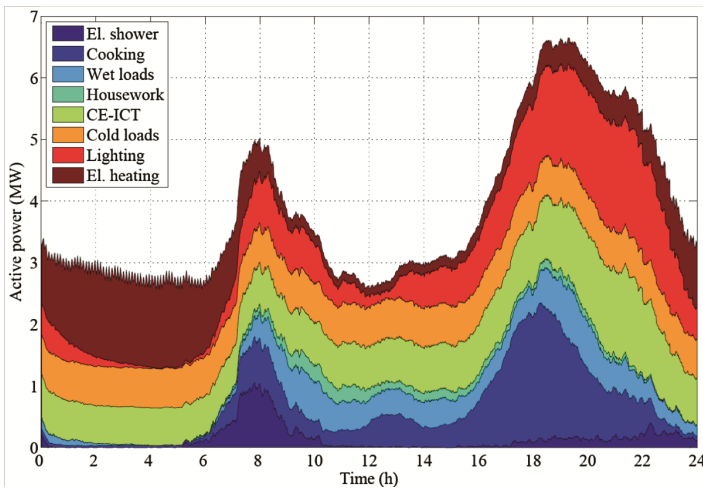 7
6
5
4
3
2
1
0
Active power (MW)
El. shower
Cooking
Wet loads
Housework
CE-ICT
Cold loads
Lighting
El. heating
0 2 4 6 8 10 12 14 16 18 20 22 24
Time (h)